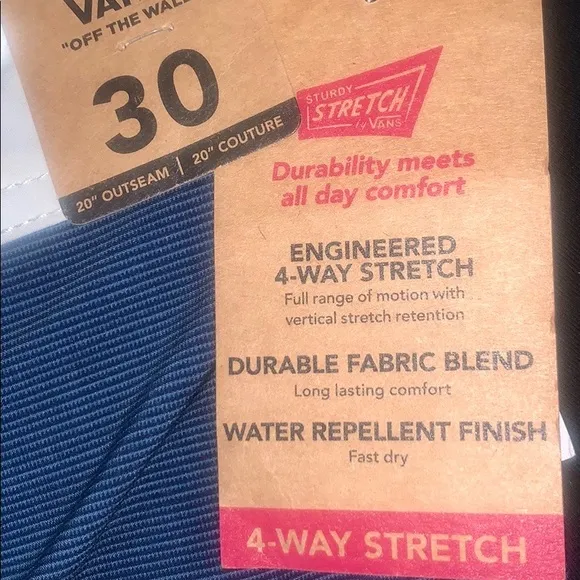 "OFF THE WALL
30
20" OUTSEAM | 20" COUTURE
STURDY
STRETCH
by VANS
Durability meets
all day comfort
ENGINEERED
4-WAY STRETCH
Full range of motion with
vertical stretch retention
DURABLE FABRIC BLEND
Long lasting comfort
WATER REPELLENT FINISH
Fast dry
4-WAY STRETCH